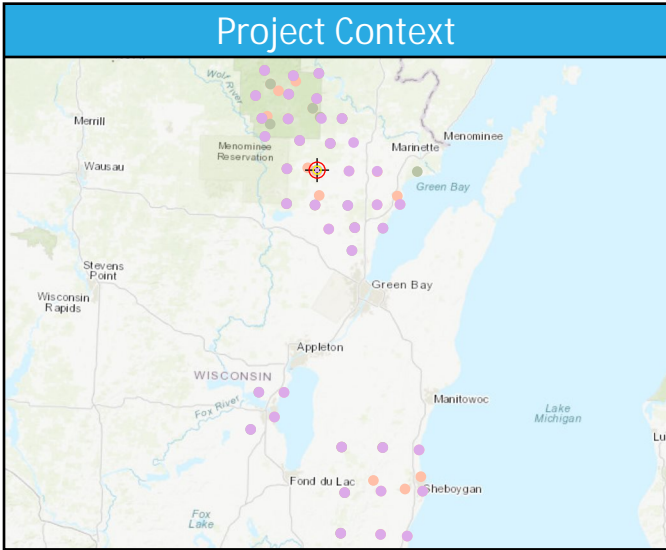 Project Context
Wolf
River
Merrill
Menominee
Menominee
Reservation
Marinette
Wausau
Green Bay
Stevens
Point
Green Bay
Wisconsin
Rapids
Appleton
WISCONSIN
Fox River
Manitowoc
Lake
Michigan
Lu
Fond du Lac
Sheboygan
Fox
Lake